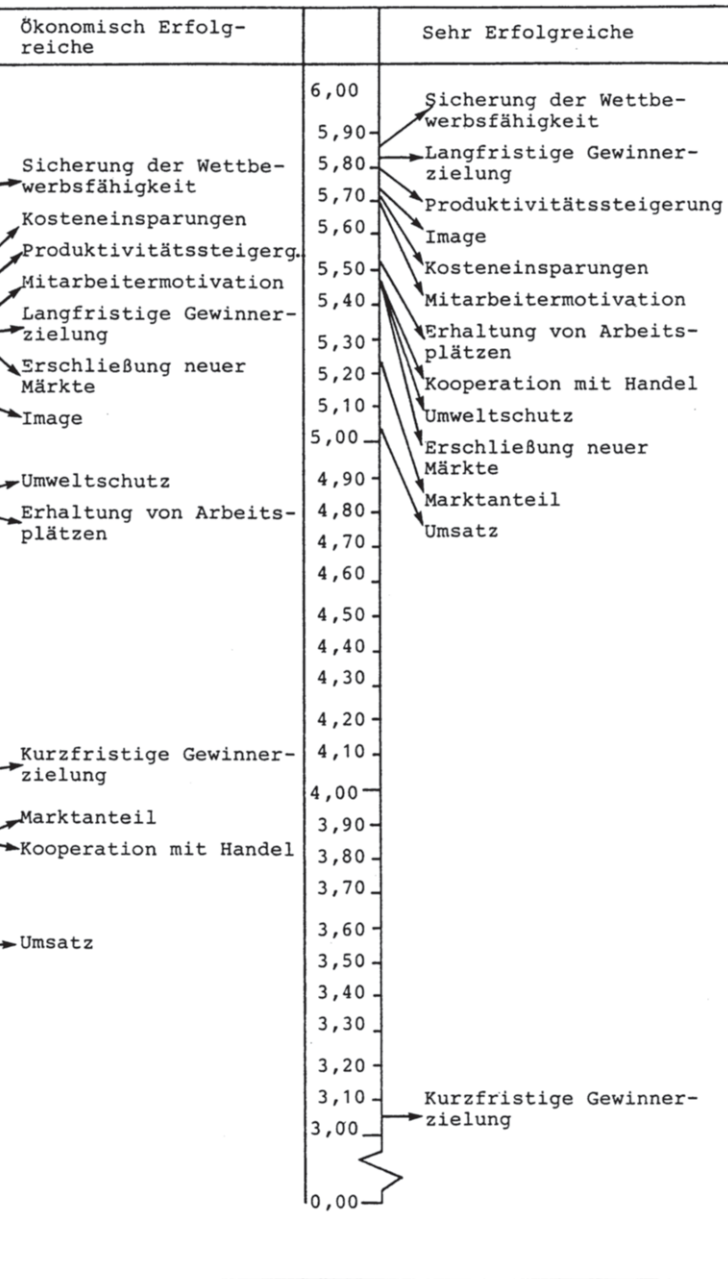 Ökonomisch Erfolg-
reiche
Sehr Erfolgreiche
Sicherung der Wettbe-
werbsfähigkeit
Kosteneinsparungen
Produktivitätssteigerg.
Mitarbeitermotivation
Langfristige Gewinner-
zielung
Erschließung neuer
Märkte
Image
Umweltschutz
Erhaltung von Arbeits-
plätzen
Kurzfristige Gewinner-
zielung
Marktanteil
Kooperation mit Handel
Umsatz
6,00
5,90
5,80
5,70
5,60
5,50
5,40
5,30
5,20
5,10
5,00
4,90
4,80
4,70
4,60
4,50
4,40
4,30
4,20
4,10
4,00
3,90
3,80
3,70
3,60
3,50
3,40
3,30
3,20
3,10
3,00
0,00
Sicherung der Wettbe-
werbsfähigkeit
Langfristige Gewinner-
zielung
Produktivitätssteigerung
Image
Kosteneinsparungen
Mitarbeitermotivation
Erhaltung von Arbeits-
plätzen
Kooperation mit Handel
Umweltschutz
Erschließung neuer
Märkte
Marktanteil
Umsatz
Kurzfristige Gewinner-
zielung